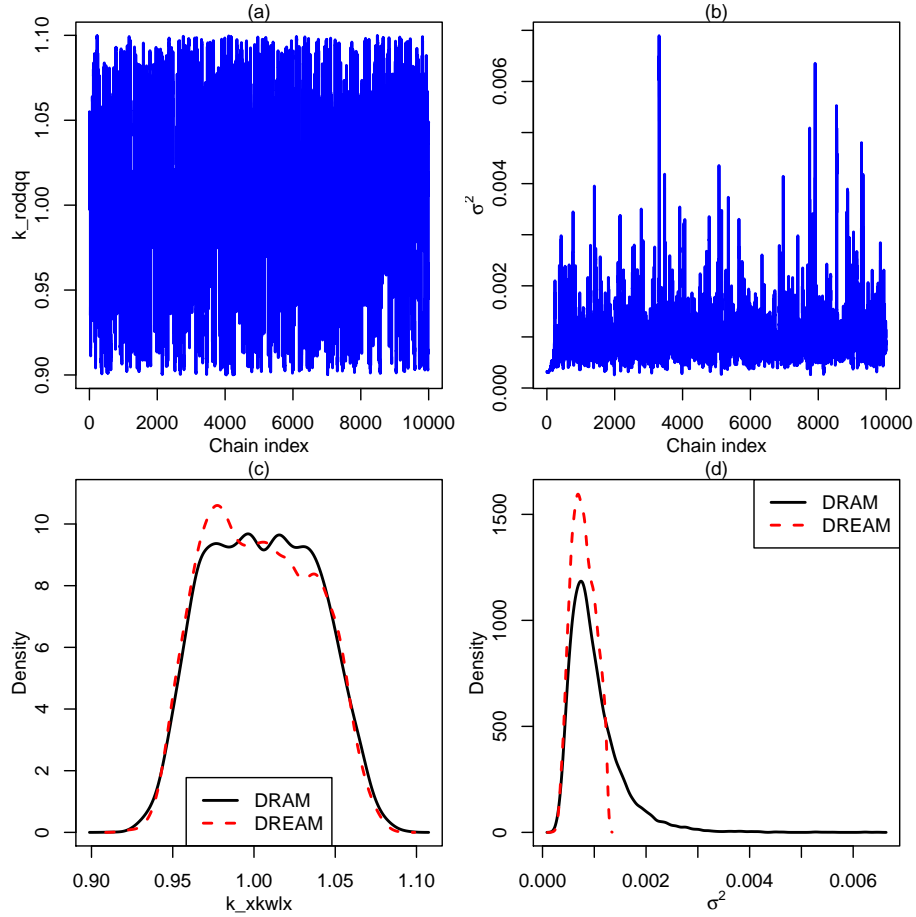 (a)
(b)
k_rodqq
1.10
1.05
1.00
0.95
0.90
0 2000 4000 6000 8000 10000
Chain index
σ²
0.006
0.004
0.002
0.000
0 2000 4000 6000 8000 10000
Chain index
(c)
(d)
Density
10
8
6
4
2
0
DRAM
DREAM
0.90 0.95 1.00 1.05 1.10
k_xkwlx
Density
1500
1000
500
0
DRAM
DREAM
0.000 0.002 0.004 0.006
σ²